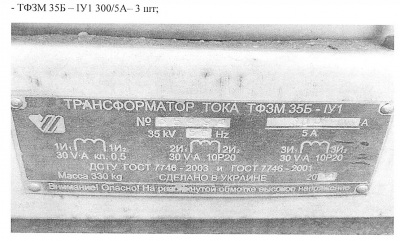 - ТФЗМ 35Б – IУ1 300/5А– 3 шт;
ТРАНСФОРМАТОР ТОКА ТФЗМ 35Б - IУ1
№ А
35 kV Hz 5 А
1И₁ 1И₂ 2И₁ 2И₂ 3И₁ 3И₂
30 V·A кл. 0,5 30 V·A 10P20 30 V·A 10P20
ДСТУ ГОСТ 7746 - 2003 и ГОСТ 7746 - 2001
Масса 330 kg СДЕЛАНО В УКРАИНЕ 20
Внимание! Опасно! На разомкнутой обмотке высокое напряжение